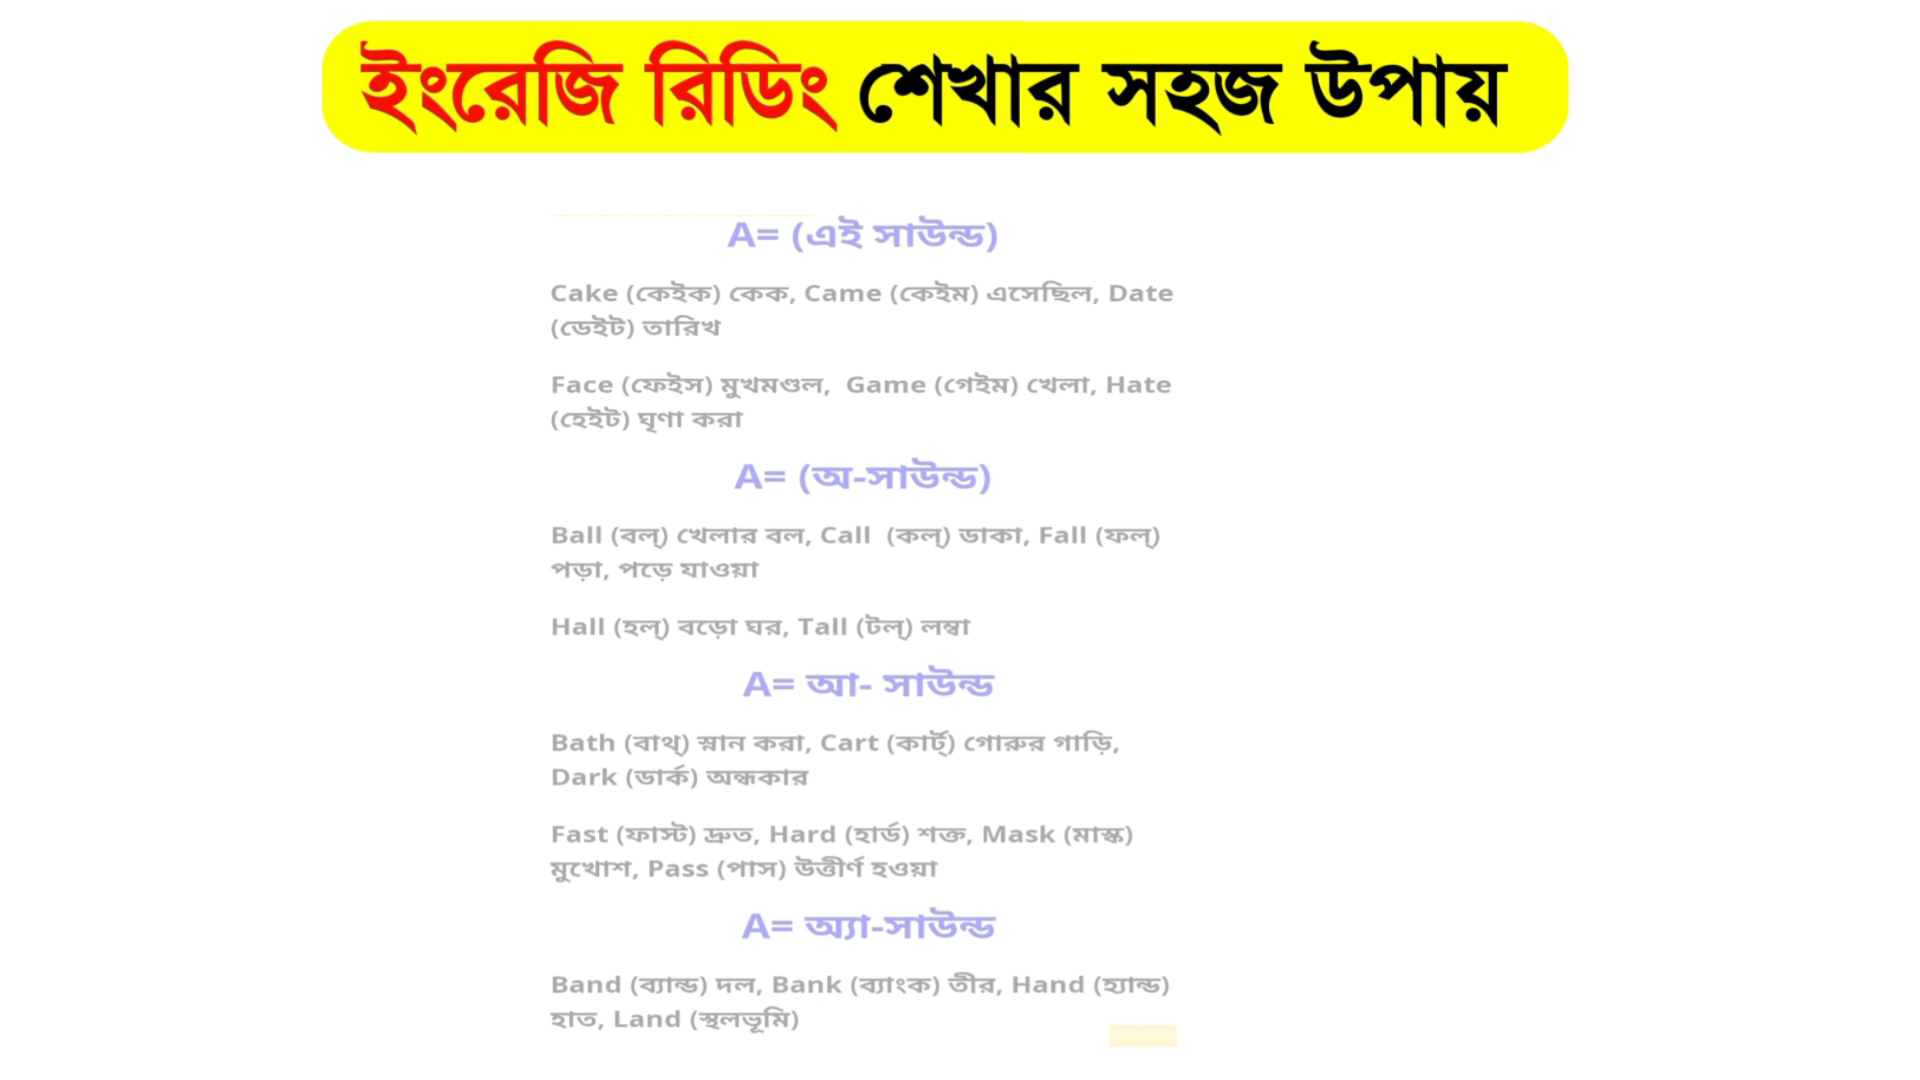 ইংরেজি রিডিং শেখার সহজ উপায়
A= (এই সাউন্ড)
Cake (কেইক) কেক, Came (কেইম) এসেছিল, Date
(ডেইট) তারিখ
Face (ফেইস) মুখমণ্ডল, Game (গেইম) খেলা, Hate
(হেইট) ঘৃণা করা
A= (অ-সাউন্ড)
Ball (বল্) খেলার বল, Call (কল্) ডাকা, Fall (ফল্)
পড়া, পড়ে যাওয়া
Hall (হল্) বড়ো ঘর, Tall (টল্) লম্বা
A= আ- সাউন্ড
Bath (বাথ্) স্নান করা, Cart (কার্ট্) গোরুর গাড়ি,
Dark (ডার্ক) অন্ধকার
Fast (ফাস্ট) দ্রুত, Hard (হার্ড) শক্ত, Mask (মাস্ক)
মুখোশ, Pass (পাস) উত্তীর্ণ হওয়া
A= অ্যা-সাউন্ড
Band (ব্যান্ড) দল, Bank (ব্যাংক) তীর, Hand (হ্যান্ড)
হাত, Land (স্থলভূমি)